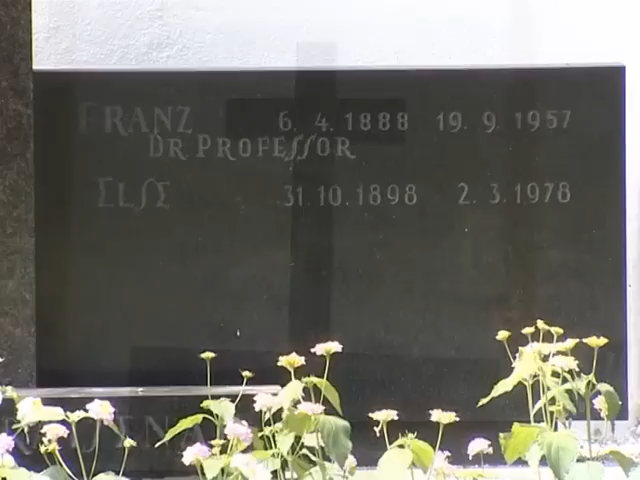 FRANZ 6. 4. 1888 19. 9. 1957
DR PROFESSOR
ELSE 31.10.1898 2. 3.1978